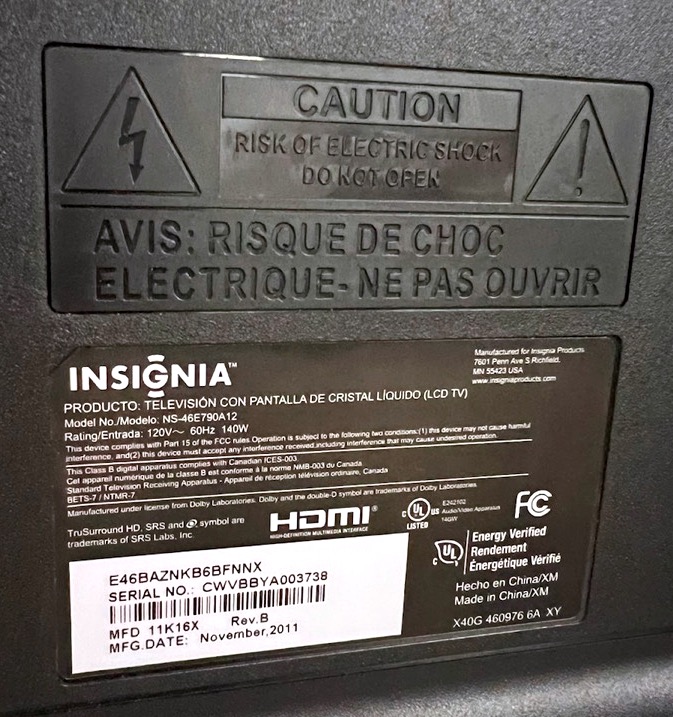 CAUTION
RISK OF ELECTRIC SHOCK
DO NOT OPEN
AVIS: RISQUE DE CHOC
ELECTRIQUE- NE PAS OUVRIR
INSIGNIA™
Manufactured for Insignia Products
7601 Penn Ave S.Richfield,
MN 55423 USA
www.insigniaproducts.com
PRODUCTO: TELEVISIÓN CON PANTALLA DE CRISTAL LÍQUIDO (LCD TV)
Model No./Modelo: NS-46E790A12
Rating/Entrada: 120V～ 60Hz 140W
This device complies with Part 15 of the FCC rules.Operation is subject to the following two conditions:(1) this device may not cause harmful
interference, and(2) this device must accept any interference received,including interference that may cause undesired operation.
This Class B digital apparatus complies with Canadian ICES-003.
Cet appareil numérique de la classe B est conforme à la norme NMB-003 du Canada
Standard Television Receiving Apparatus - Appareil de réception télévision ordinaire, Canada
BETS-7 / NTMR-7.
Manufactured under license from Dolby Laboratories. Dolby and the double-D symbol are trademarks of Dolby Laboratories.
TruSurround HD, SRS and symbol are
trademarks of SRS Labs, Inc.
HDMI®
HIGH-DEFINITION MULTIMEDIA INTERFACE
c UL US
LISTED
E242102
Audio/Video Apparatus
14GW
FC
c UL
Energy Verified
Rendement
Énergétique Vérifié
Hecho en China/XM
Made in China/XM
X40G 460976 6A XY
E46BAZNKB6BFNNX
SERIAL NO.: CWVBBYA003738
MFD 11K16X Rev.B
MFG.DATE: November,2011